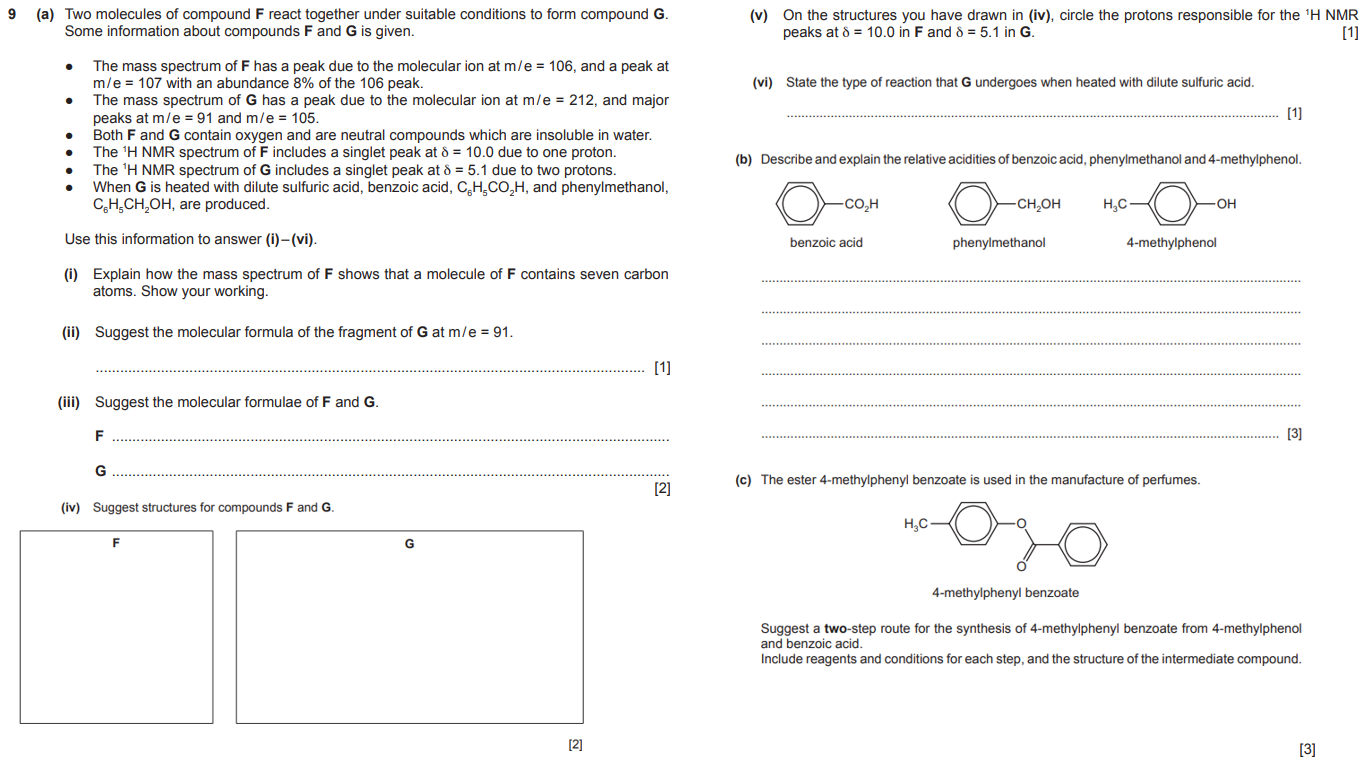 9 (a) Two molecules of compound F react together under suitable conditions to form compound G.
Some information about compounds F and G is given.
● The mass spectrum of F has a peak due to the molecular ion at m/e = 106, and a peak at
m/e = 107 with an abundance 8% of the 106 peak.
● The mass spectrum of G has a peak due to the molecular ion at m/e = 212, and major
peaks at m/e = 91 and m/e = 105.
● Both F and G contain oxygen and are neutral compounds which are insoluble in water.
● The ¹H NMR spectrum of F includes a singlet peak at δ = 10.0 due to one proton.
● The ¹H NMR spectrum of G includes a singlet peak at δ = 5.1 due to two protons.
● When G is heated with dilute sulfuric acid, benzoic acid, C₆H₅CO₂H, and phenylmethanol,
C₆H₅CH₂OH, are produced.
Use this information to answer (i)–(vi).
(i) Explain how the mass spectrum of F shows that a molecule of F contains seven carbon
atoms. Show your working.
(ii) Suggest the molecular formula of the fragment of G at m/e = 91.
[1]
(iii) Suggest the molecular formulae of F and G.
F
G
[2]
(iv) Suggest structures for compounds F and G.
F G
[2]
(v) On the structures you have drawn in (iv), circle the protons responsible for the ¹H NMR
peaks at δ = 10.0 in F and δ = 5.1 in G. [1]
(vi) State the type of reaction that G undergoes when heated with dilute sulfuric acid.
[1]
(b) Describe and explain the relative acidities of benzoic acid, phenylmethanol and 4-methylphenol.
CO₂H CH₂OH H₃C OH
benzoic acid phenylmethanol 4-methylphenol
[3]
(c) The ester 4-methylphenyl benzoate is used in the manufacture of perfumes.
H₃C O
O
4-methylphenyl benzoate
Suggest a two-step route for the synthesis of 4-methylphenyl benzoate from 4-methylphenol
and benzoic acid.
Include reagents and conditions for each step, and the structure of the intermediate compound.
[3]